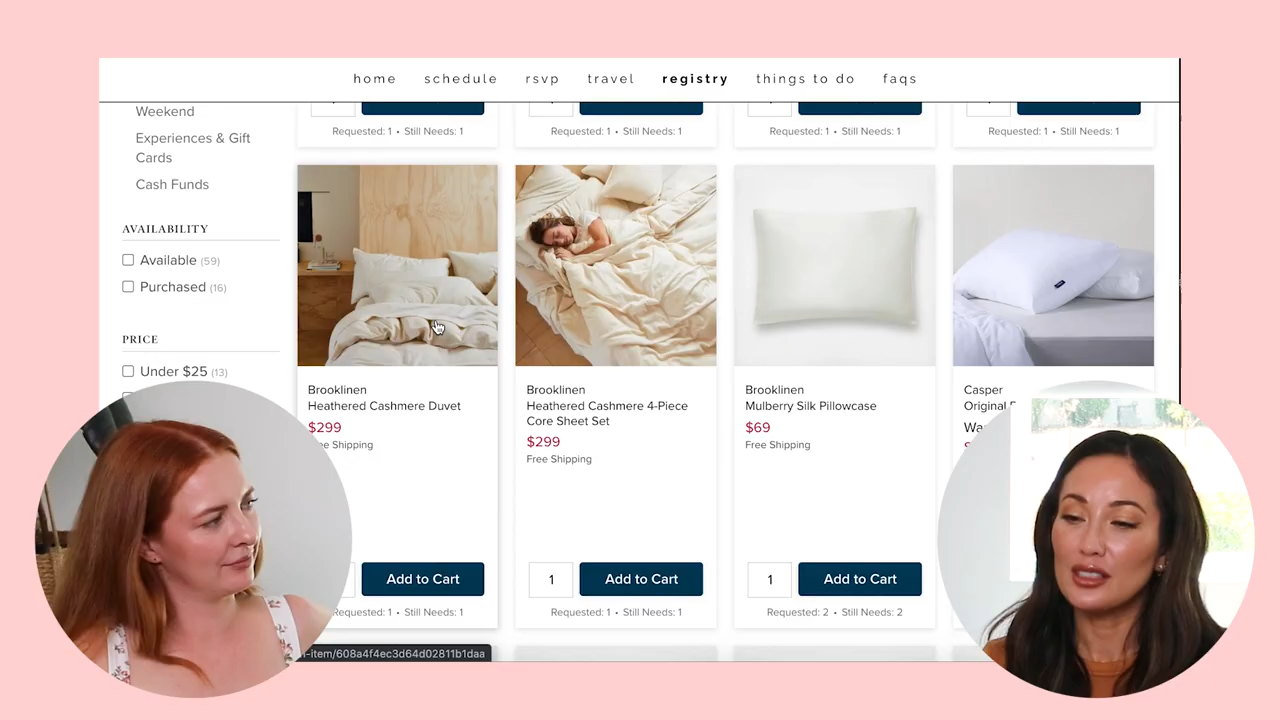 home schedule rsvp travel registry things to do faqs
Weekend
Experiences & Gift
Cards
Cash Funds
AVAILABILITY
Available (59)
Purchased (16)
PRICE
Under $25 (13)
Requested: 1 • Still Needs: 1
Requested: 1 • Still Needs: 1
Requested: 1 • Still Needs: 1
Requested: 1 • Still Needs: 1
Brooklinen
Heathered Cashmere Duvet
$299
Shipping
Add to Cart
Requested: 1 • Still Needs: 1
Brooklinen
Heathered Cashmere 4-Piece
Core Sheet Set
$299
Free Shipping
1
Add to Cart
Requested: 1 • Still Needs: 1
Brooklinen
Mulberry Silk Pillowcase
$69
Free Shipping
1
Add to Cart
Requested: 2 • Still Needs: 2
Casper
Original
-item/608a4f4ec3d64d02811b1daa